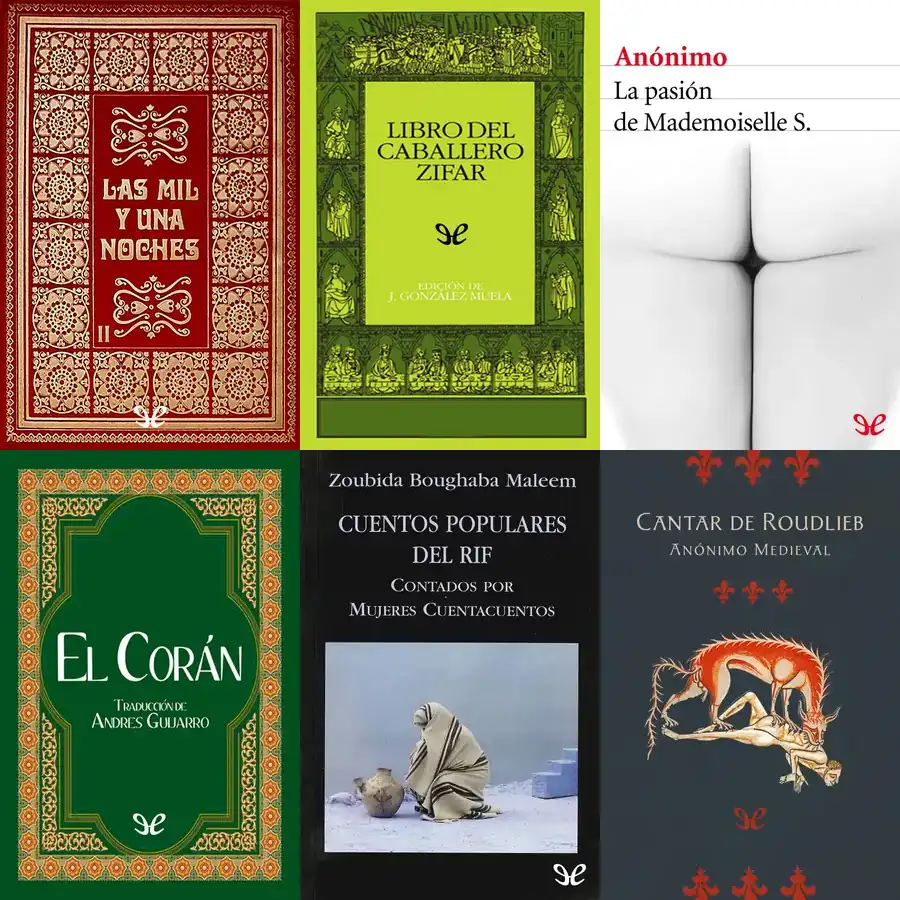 LAS MIL
Y UNA
NOCHES
II
LIBRO DEL
CABALLERO
ZIFAR
EDICIÓN DE
J. GONZÁLEZ MUELA
Anónimo
La pasión
de Mademoiselle S.
EL CORÁN
TRADUCCIÓN DE
ANDRES GUIJARRO
Zoubida Boughaba Maleem
CUENTOS POPULARES
DEL RIF
CONTADOS POR
MUJERES CUENTACUENTOS
CANTAR DE ROUDLIEB
ANÓNIMO MEDIEVAL